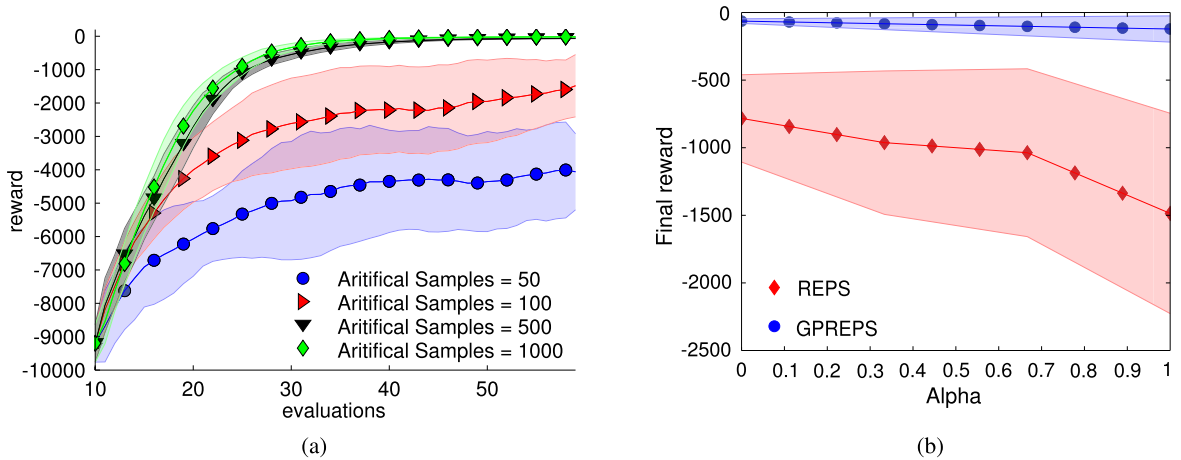 0
-1000
-2000
-3000
-4000
-5000
-6000
-7000
-8000
-9000
-10000
reward
10
20
30
40
50
evaluations
Aritifical Samples = 50
Aritifical Samples = 100
Aritifical Samples = 500
Aritifical Samples = 1000
(a)
0
-500
-1000
-1500
-2000
-2500
Final reward
REPS
GPREPS
0 0.1 0.2 0.3 0.4 0.5 0.6 0.7 0.8 0.9 1
Alpha
(b)